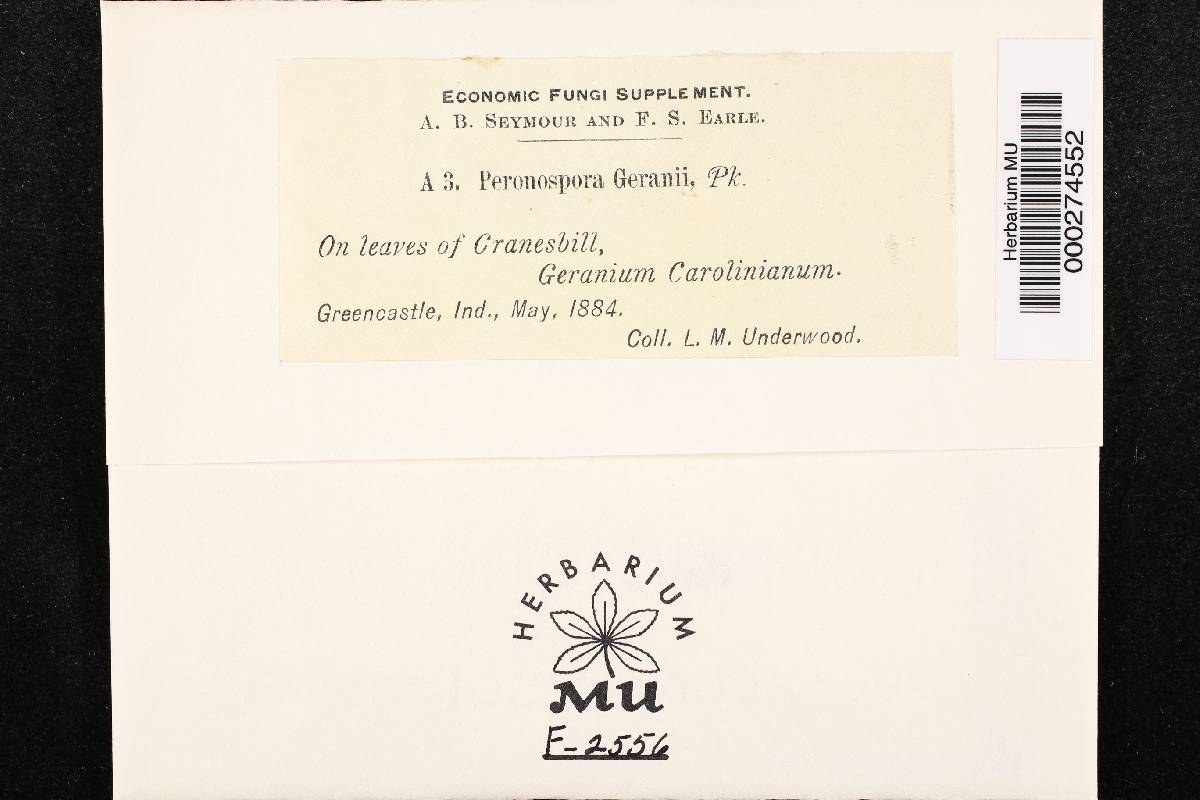 ECONOMIC FUNGI SUPPLEMENT.
A. B. SEYMOUR AND F. S. EARLE.
A 3. Peronospora Geranii, Pk.
On leaves of Cranesbill,
Geranium Carolinianum.
Greencastle, Ind., May, 1884.
Coll. L. M. Underwood.
Herbarium MU
000274552
HERBARIUM
MU
F-2556